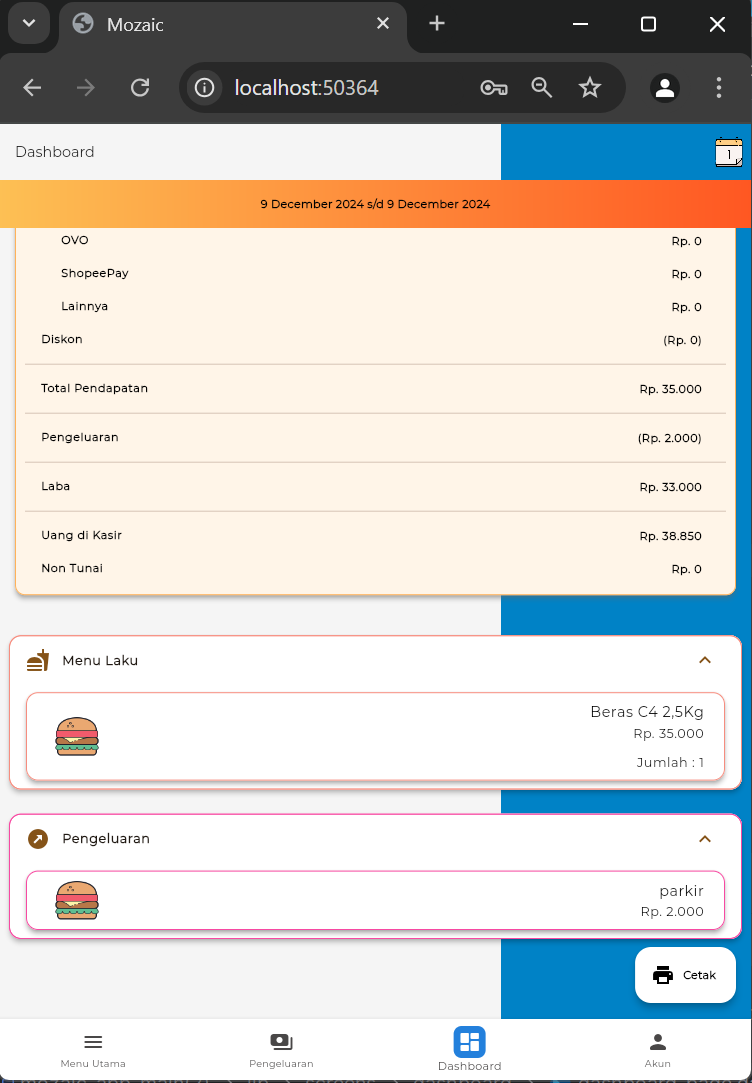 Mozaic
localhost:50364
Dashboard
1
9 December 2024 s/d 9 December 2024
OVO Rp. 0
ShopeePay Rp. 0
Lainnya Rp. 0
Diskon (Rp. 0)
Total Pendapatan Rp. 35.000
Pengeluaran (Rp. 2.000)
Laba Rp. 33.000
Uang di Kasir Rp. 38.850
Non Tunai Rp. 0
Menu Laku
Beras C4 2,5Kg
Rp. 35.000
Jumlah : 1
Pengeluaran
parkir
Rp. 2.000
Cetak
Menu Utama Pengeluaran Dashboard Akun